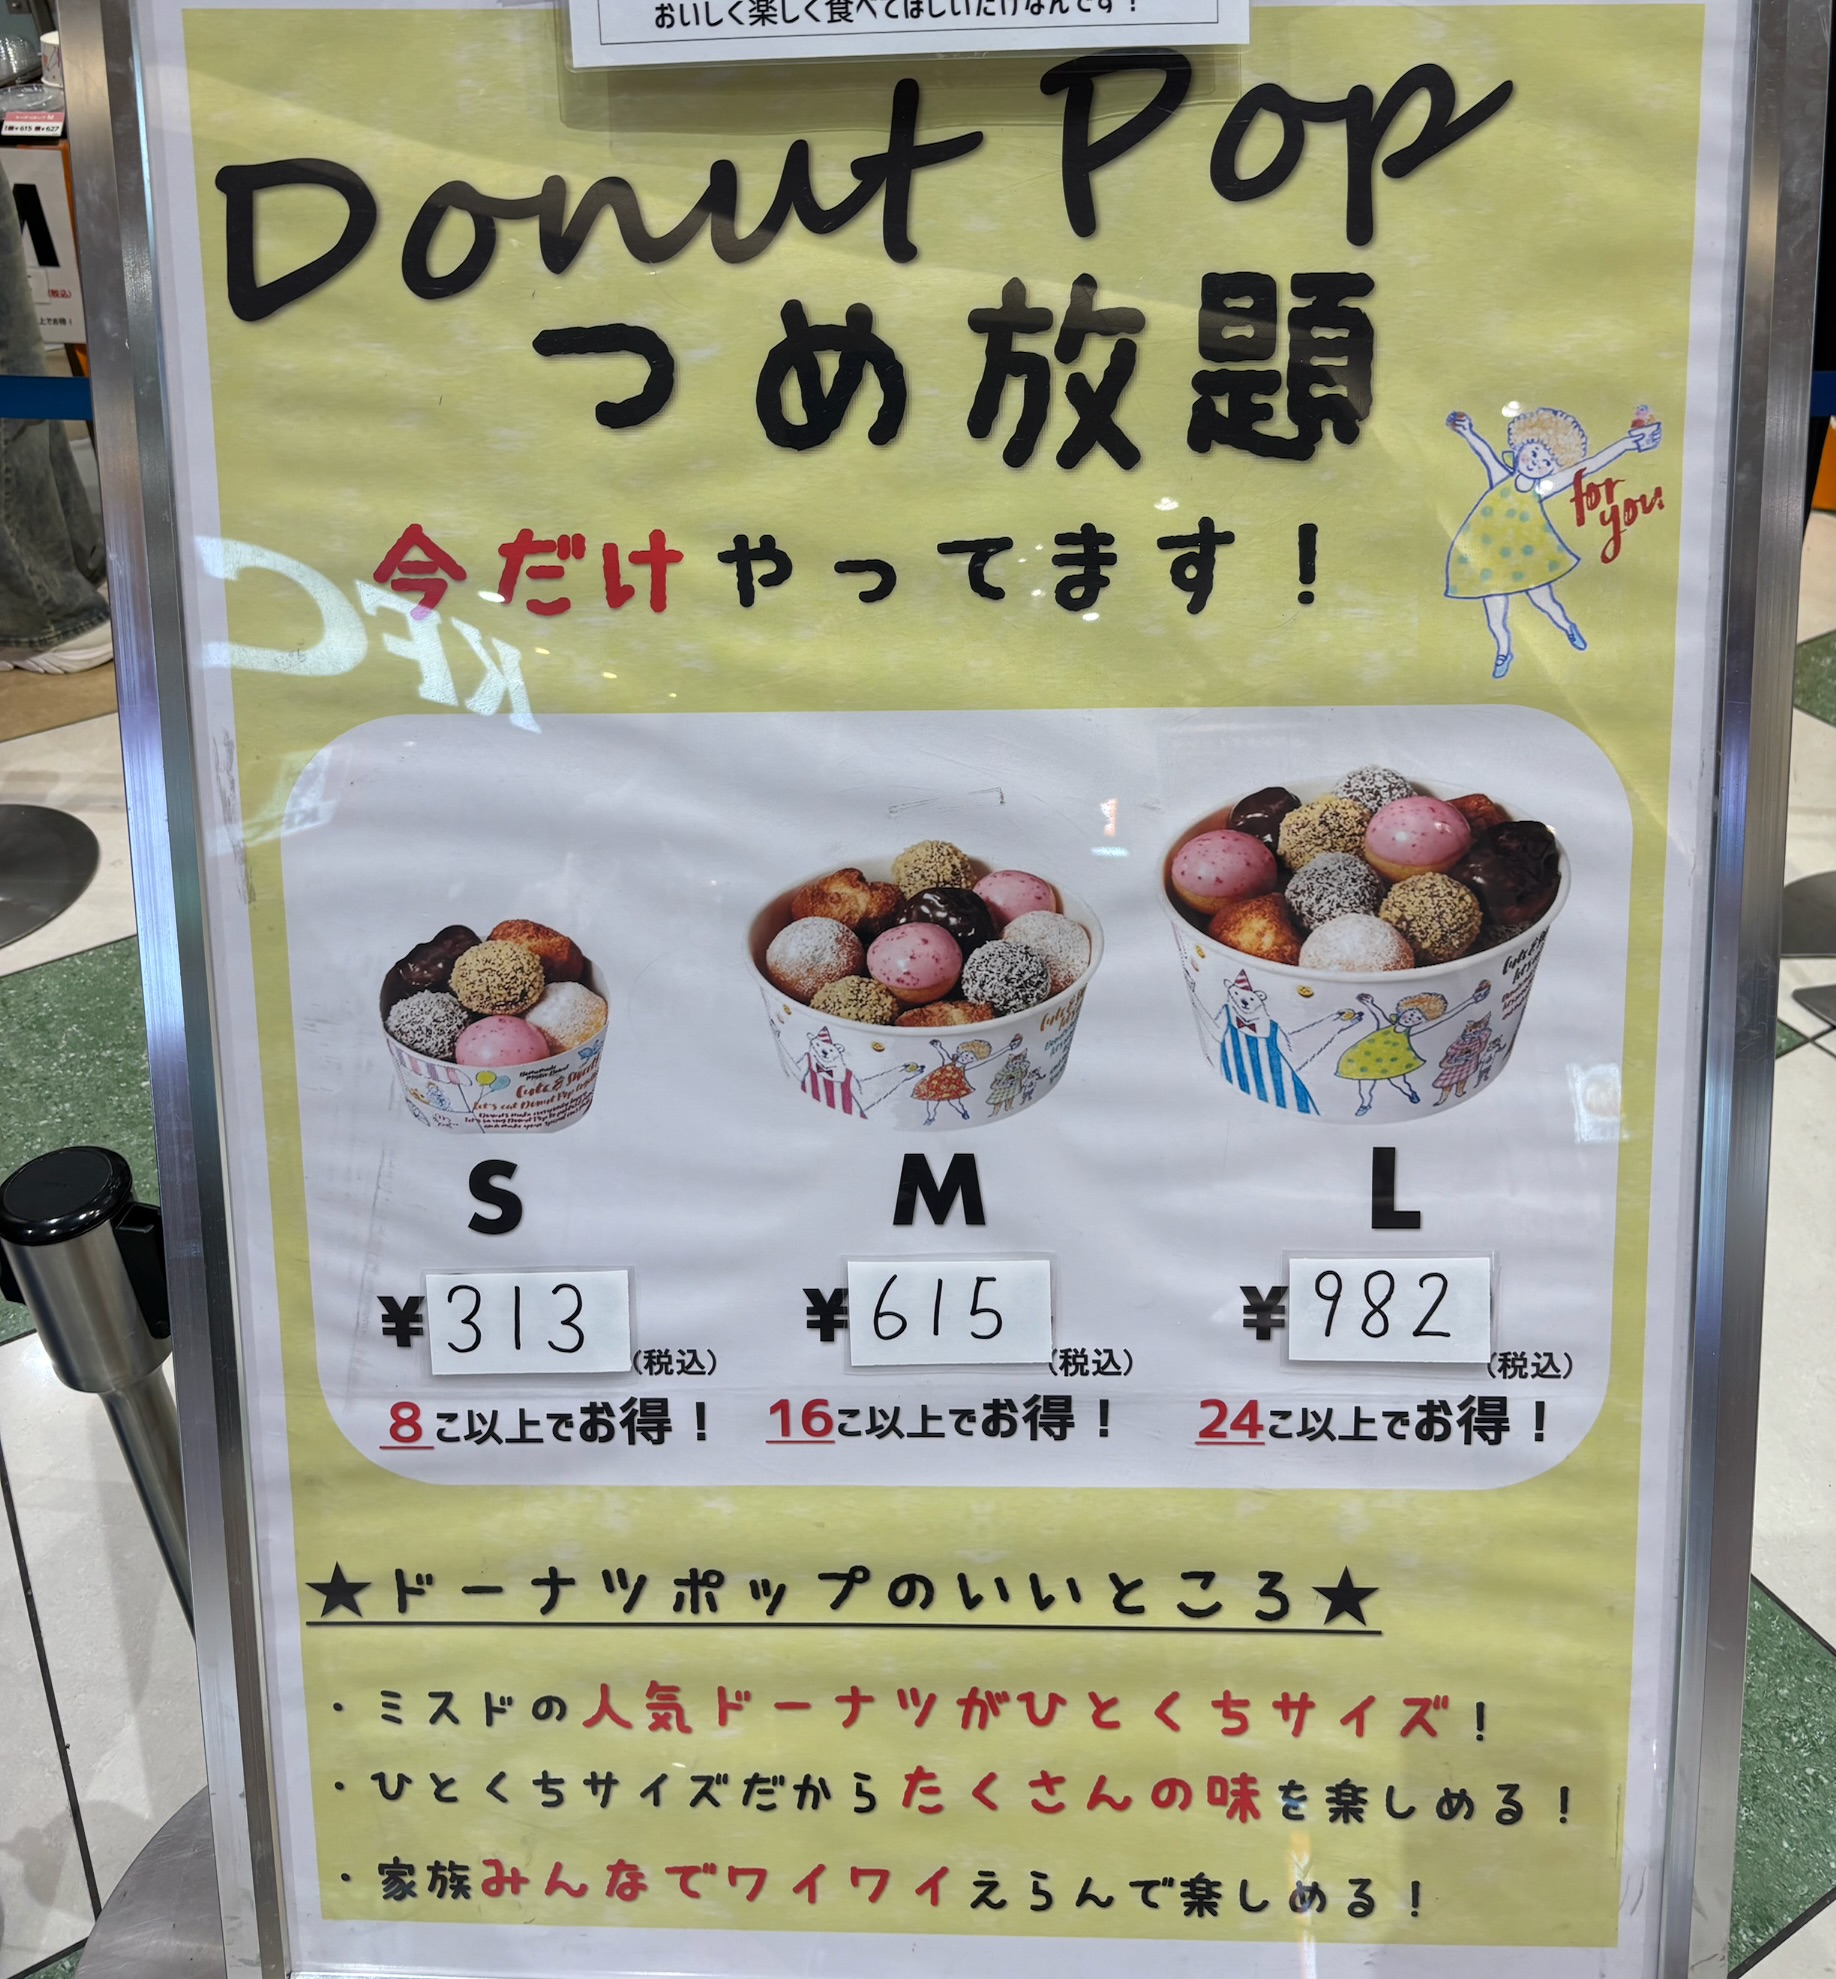 おいしく楽しく食べてほしいだけなんです！
Donut Pop
つめ放題
今だけやってます！
for
you
KFC
S
M
L
¥313
(税込)
¥615
(税込)
¥982
(税込)
8こ以上でお得！
16こ以上でお得！
24こ以上でお得！
★ドーナツポップのいいところ★
・ミスドの人気ドーナツがひとくちサイズ！
・ひとくちサイズだからたくさんの味を楽しめる！
・家族みんなでワイワイえらんで楽しめる！